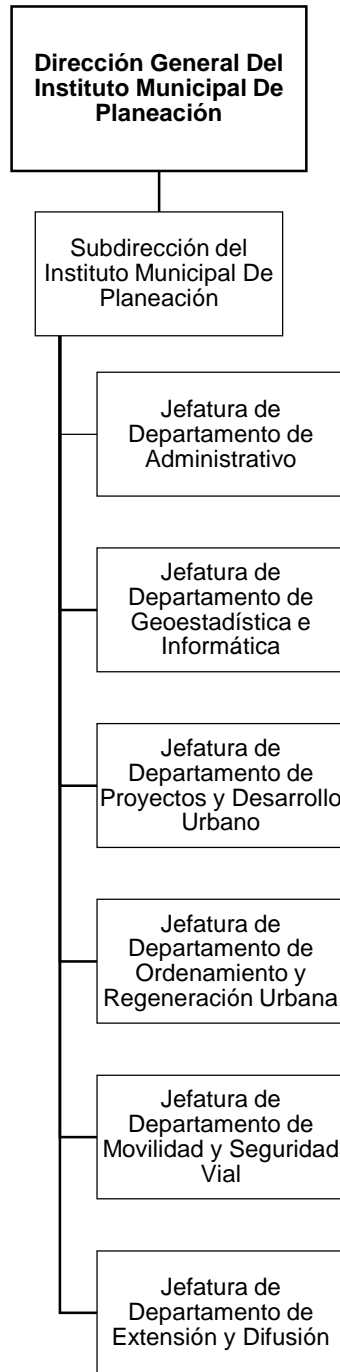 Dirección General Del
Instituto Municipal De
Planeación
Subdirección del
Instituto Municipal De
Planeación
Jefatura de
Departamento de
Administrativo
Jefatura de
Departamento de
Geoestadística e
Informática
Jefatura de
Departamento de
Proyectos y Desarrollo
Urbano
Jefatura de
Departamento de
Ordenamiento y
Regeneración Urbana
Jefatura de
Departamento de
Movilidad y Seguridad
Vial
Jefatura de
Departamento de
Extensión y Difusión